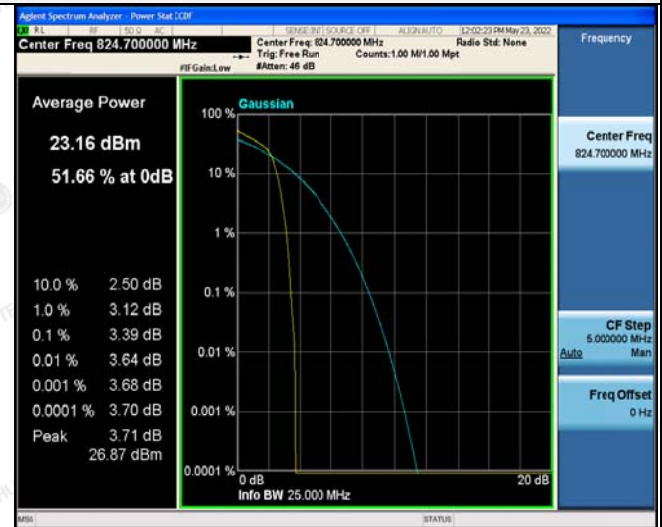 Agilent Spectrum Analyzer - Power Stat CCDF
RL RF 50 Ω AC SENSE:INT SOURCE OFF ALIGN AUTO 12:02:23 PM May 23, 2022
Center Freq 824.700000 MHz
Center Freq: 824.700000 MHz Radio Std: None
Trig: Free Run Counts:1.00 M/1.00 Mpt
#IFGain:Low #Atten: 46 dB
Frequency
Average Power
23.16 dBm
51.66 % at 0dB
10.0 % 2.50 dB
1.0 % 3.12 dB
0.1 % 3.39 dB
0.01 % 3.64 dB
0.001 % 3.68 dB
0.0001 % 3.70 dB
Peak 3.71 dB
26.87 dBm
Gaussian
100 %
10 %
1 %
0.1 %
0.01 %
0.001 %
0.0001 %
0 dB 20 dB
Info BW 25.000 MHz
Center Freq
824.700000 MHz
CF Step
5.000000 MHz
Auto Man
Freq Offset
0 Hz
MSG STATUS